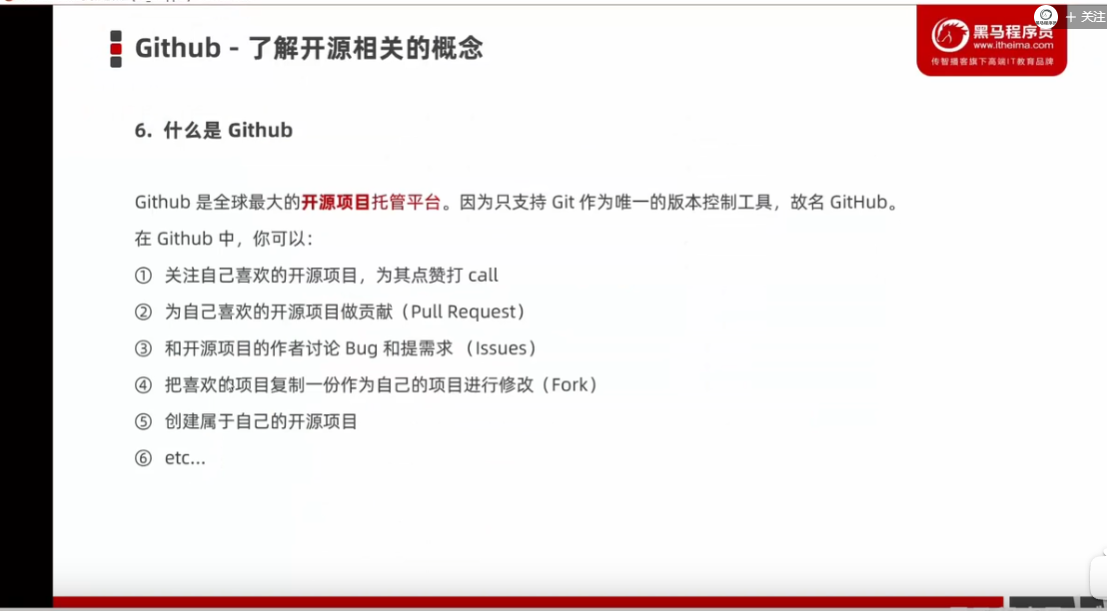 Github - 了解开源相关的概念
黑马程序员
www.itheima.com
传智播客旗下高端IT教育品牌
+ 关注
6. 什么是 Github
Github 是全球最大的开源项目托管平台。因为只支持 Git 作为唯一的版本控制工具，故名 GitHub。
在 Github 中，你可以：
① 关注自己喜欢的开源项目，为其点赞打 call
② 为自己喜欢的开源项目做贡献（Pull Request）
③ 和开源项目的作者讨论 Bug 和提需求 （Issues）
④ 把喜欢的项目复制一份作为自己的项目进行修改（Fork）
⑤ 创建属于自己的开源项目
⑥ etc...